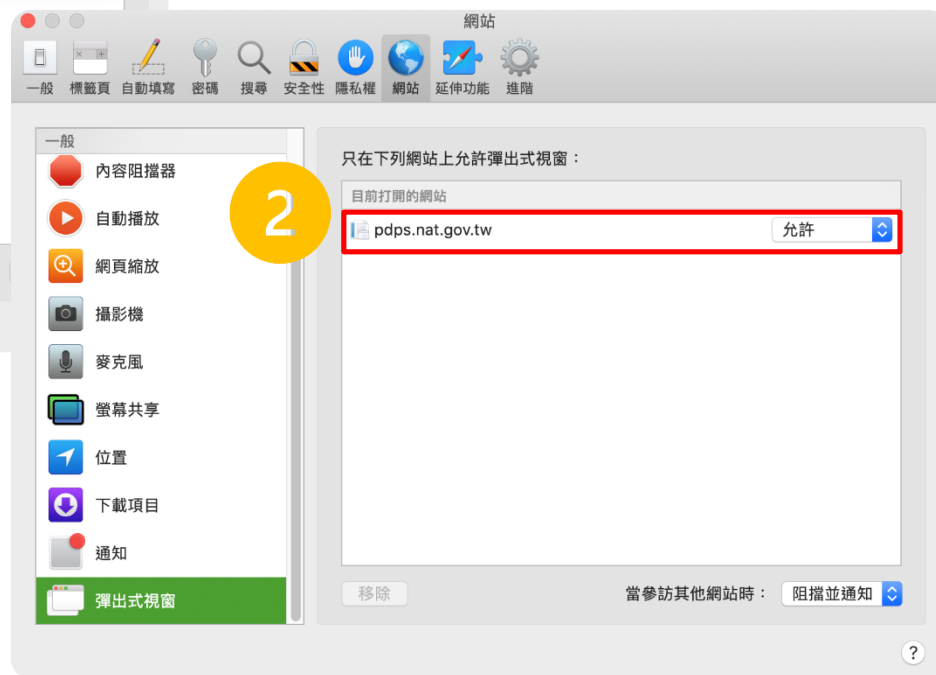 網站
一般 標籤頁 自動填寫 密碼 搜尋 安全性 隱私權 網站 延伸功能 進階
一般
內容阻擋器
自動播放
網頁縮放
攝影機
麥克風
螢幕共享
位置
下載項目
通知
彈出式視窗
2
只在下列網站上允許彈出式視窗：
目前打開的網站
pdps.nat.gov.tw 允許
移除 當參訪其他網站時： 阻擋並通知
?